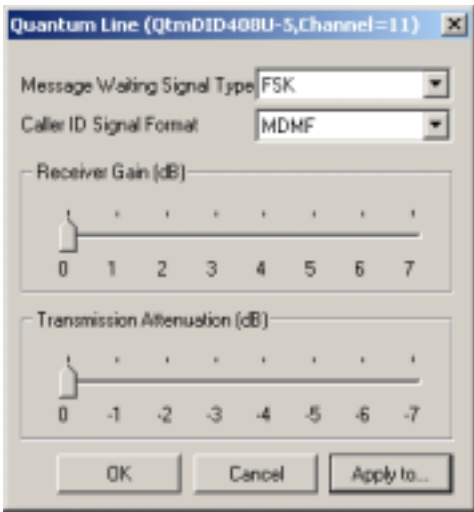 Quantum Line (QtmDID408U-S,Channel=11)
Message Waiting Signal Type FSK
Caller ID Signal Format MDMF
Receiver Gain (dB)
0 1 2 3 4 5 6 7
Transmission Attenuation (dB)
0 -1 -2 -3 -4 -5 -6 -7
OK Cancel Apply to...